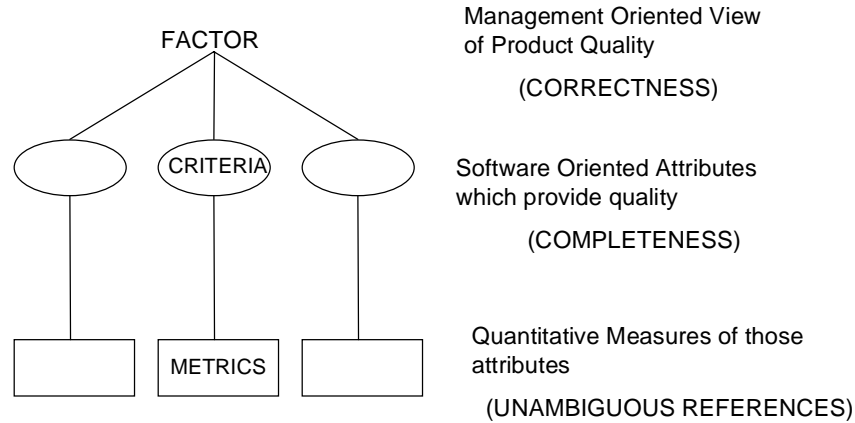 FACTOR
Management Oriented View
of Product Quality
(CORRECTNESS)
CRITERIA
Software Oriented Attributes
which provide quality
(COMPLETENESS)
METRICS
Quantitative Measures of those
attributes
(UNAMBIGUOUS REFERENCES)